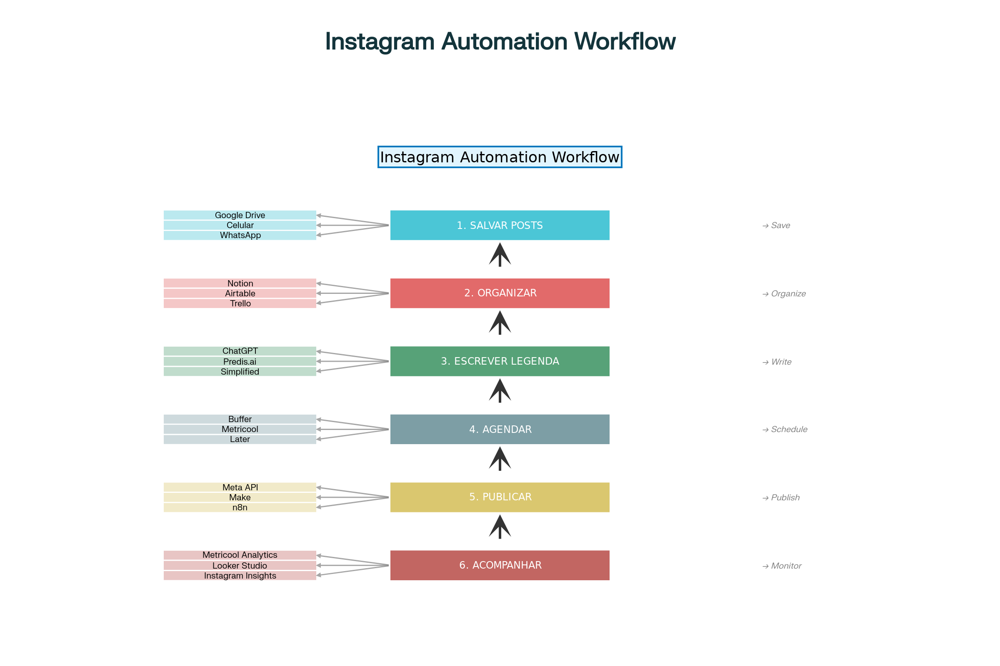 Instagram Automation Workflow
Instagram Automation Workflow
Google Drive
Celular
WhatsApp
1. SALVAR POSTS
→ Save
Notion
Airtable
Trello
2. ORGANIZAR
→ Organize
ChatGPT
Predis.ai
Simplified
3. ESCREVER LEGENDA
→ Write
Buffer
Metricool
Later
4. AGENDAR
→ Schedule
Meta API
Make
n8n
5. PUBLICAR
→ Publish
Metricool Analytics
Looker Studio
Instagram Insights
6. ACOMPANHAR
→ Monitor